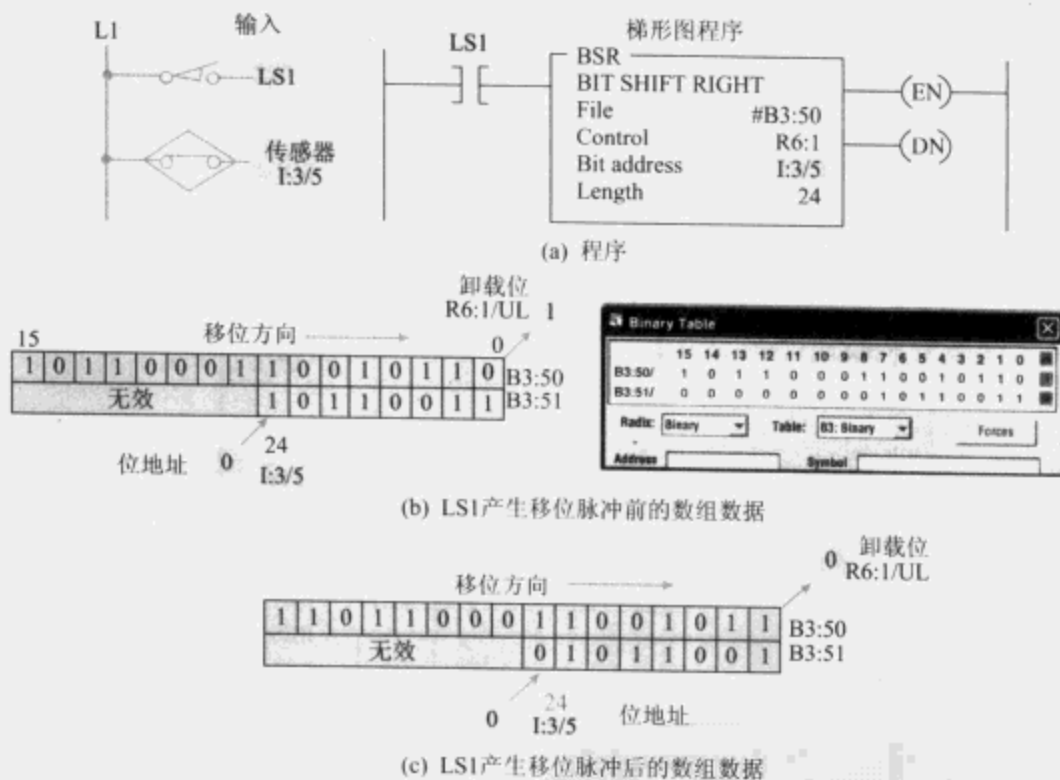 输入
L1
LS1
传感器
I:3/5
梯形图程序
LS1
BSR
BIT SHIFT RIGHT
File #B3:50
Control R6:1
Bit address I:3/5
Length 24
EN
DN
(a) 程序
卸载位
R6:1/UL 1
15 移位方向 0
1 0 1 1 0 0 0 1 1 0 0 1 0 1 1 0 B3:50
无效 1 0 1 1 0 0 1 1 B3:51
24
位地址 0 I:3/5
Binary Table
15 14 13 12 11 10 9 8 7 6 5 4 3 2 1 0
B3:50/ 1 0 1 1 0 0 0 1 1 0 0 1 0 1 1 0
B3:51/ 0 0 0 0 0 0 0 0 1 0 1 1 0 0 1 1
Radix: Binary Table: B3: Binary Forces
Address Symbol
(b) LS1产生移位脉冲前的数组数据
0 卸载位
R6:1/UL
移位方向
1 1 0 1 1 0 0 0 1 1 0 0 1 0 1 1 B3:50
无效 0 1 0 1 1 0 0 1 B3:51
24
0 I:3/5 位地址
(c) LS1产生移位脉冲后的数组数据